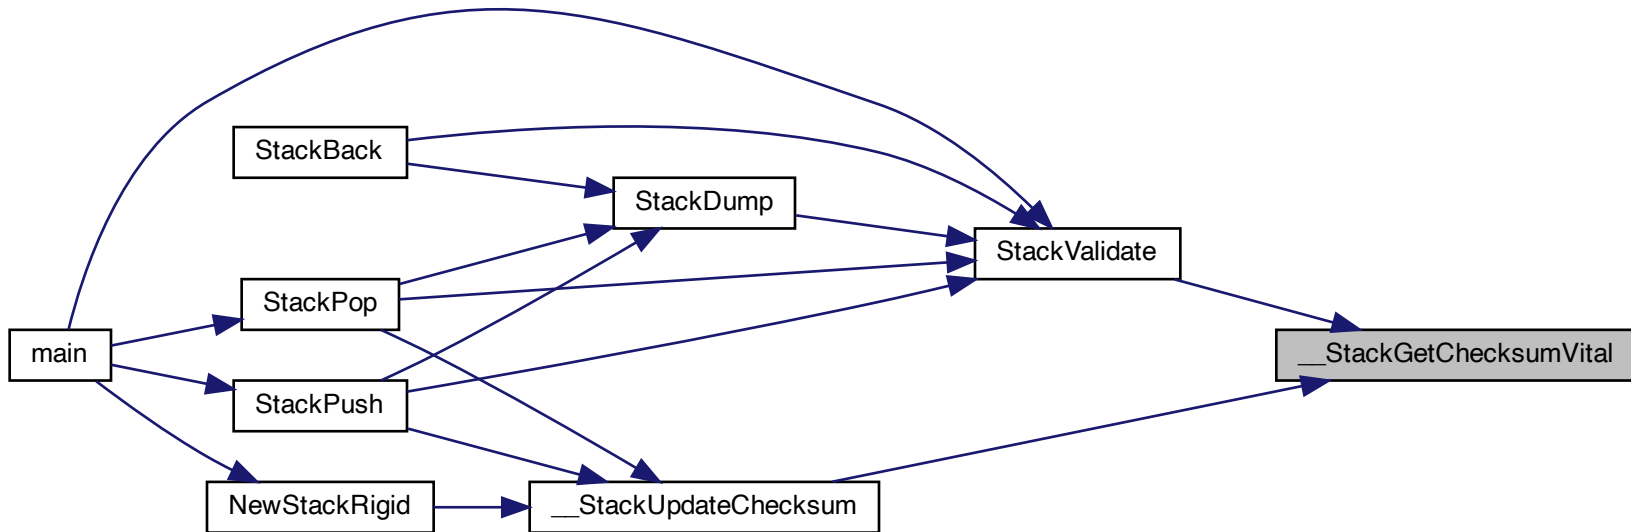 StackBack
StackDump
StackValidate
StackPop
main
__StackGetChecksumVital
StackPush
NewStackRigid
__StackUpdateChecksum